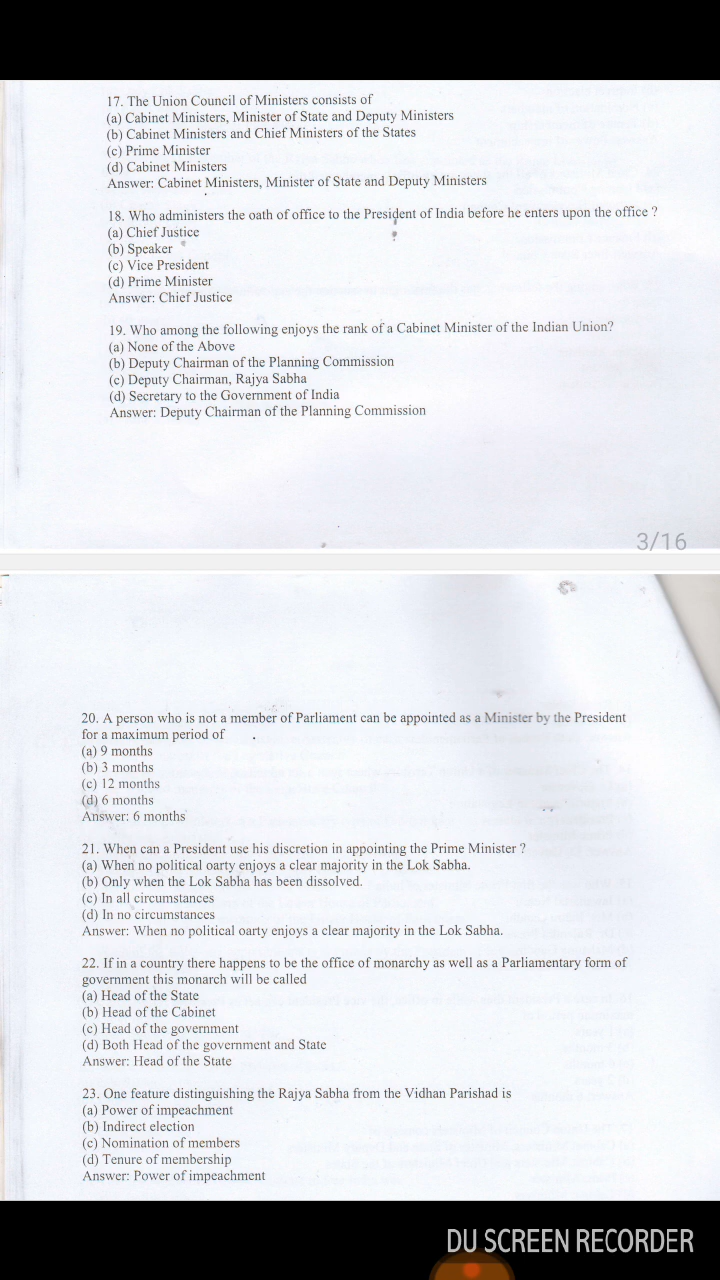 17. The Union Council of Ministers consists of
(a) Cabinet Ministers, Minister of State and Deputy Ministers
(b) Cabinet Ministers and Chief Ministers of the States
(c) Prime Minister
(d) Cabinet Ministers
Answer: Cabinet Ministers, Minister of State and Deputy Ministers
18. Who administers the oath of office to the President of India before he enters upon the office ?
(a) Chief Justice
(b) Speaker
(c) Vice President
(d) Prime Minister
Answer: Chief Justice
19. Who among the following enjoys the rank of a Cabinet Minister of the Indian Union?
(a) None of the Above
(b) Deputy Chairman of the Planning Commission
(c) Deputy Chairman, Rajya Sabha
(d) Secretary to the Government of India
Answer: Deputy Chairman of the Planning Commission
3/16
20. A person who is not a member of Parliament can be appointed as a Minister by the President
for a maximum period of
(a) 9 months
(b) 3 months
(c) 12 months
(d) 6 months
Answer: 6 months
21. When can a President use his discretion in appointing the Prime Minister ?
(a) When no political oarty enjoys a clear majority in the Lok Sabha.
(b) Only when the Lok Sabha has been dissolved.
(c) In all circumstances
(d) In no circumstances
Answer: When no political oarty enjoys a clear majority in the Lok Sabha.
22. If in a country there happens to be the office of monarchy as well as a Parliamentary form of
government this monarch will be called
(a) Head of the State
(b) Head of the Cabinet
(c) Head of the government
(d) Both Head of the government and State
Answer: Head of the State
23. One feature distinguishing the Rajya Sabha from the Vidhan Parishad is
(a) Power of impeachment
(b) Indirect election
(c) Nomination of members
(d) Tenure of membership
Answer: Power of impeachment
DU SCREEN RECORDER